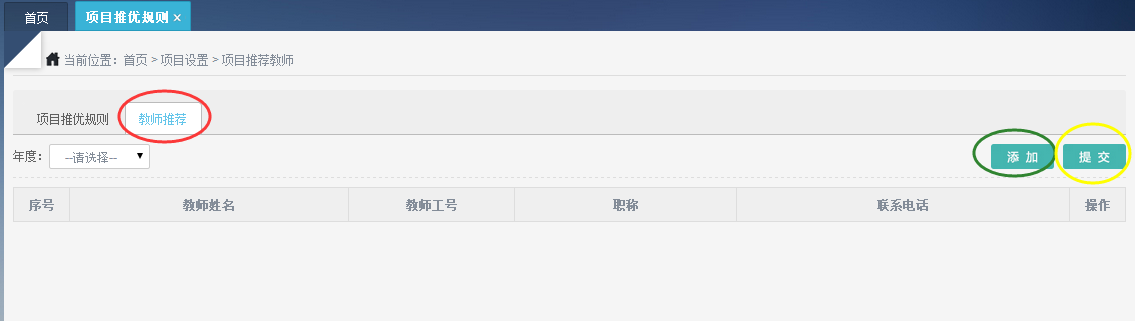 首页 项目推优规则 ×
当前位置：首页 > 项目设置 > 项目推荐教师
项目推优规则 教师推荐
年度： --请选择-- 添 加 提 交
序号 教师姓名 教师工号 职称 联系电话 操作